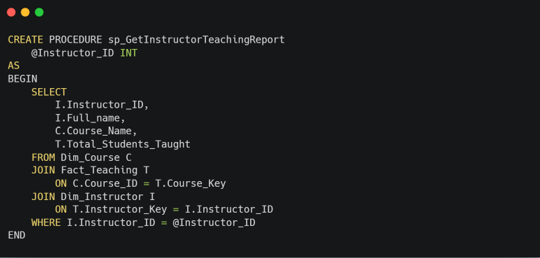 CREATE PROCEDURE sp_GetInstructorTeachingReport
    @Instructor_ID INT
AS
BEGIN
    SELECT
        I.Instructor_ID,
        I.Full_name,
        C.Course_Name,
        T.Total_Students_Taught
    FROM Dim_Course C
    JOIN Fact_Teaching T
        ON C.Course_ID = T.Course_Key
    JOIN Dim_Instructor I
        ON T.Instructor_Key = I.Instructor_ID
    WHERE I.Instructor_ID = @Instructor_ID
END